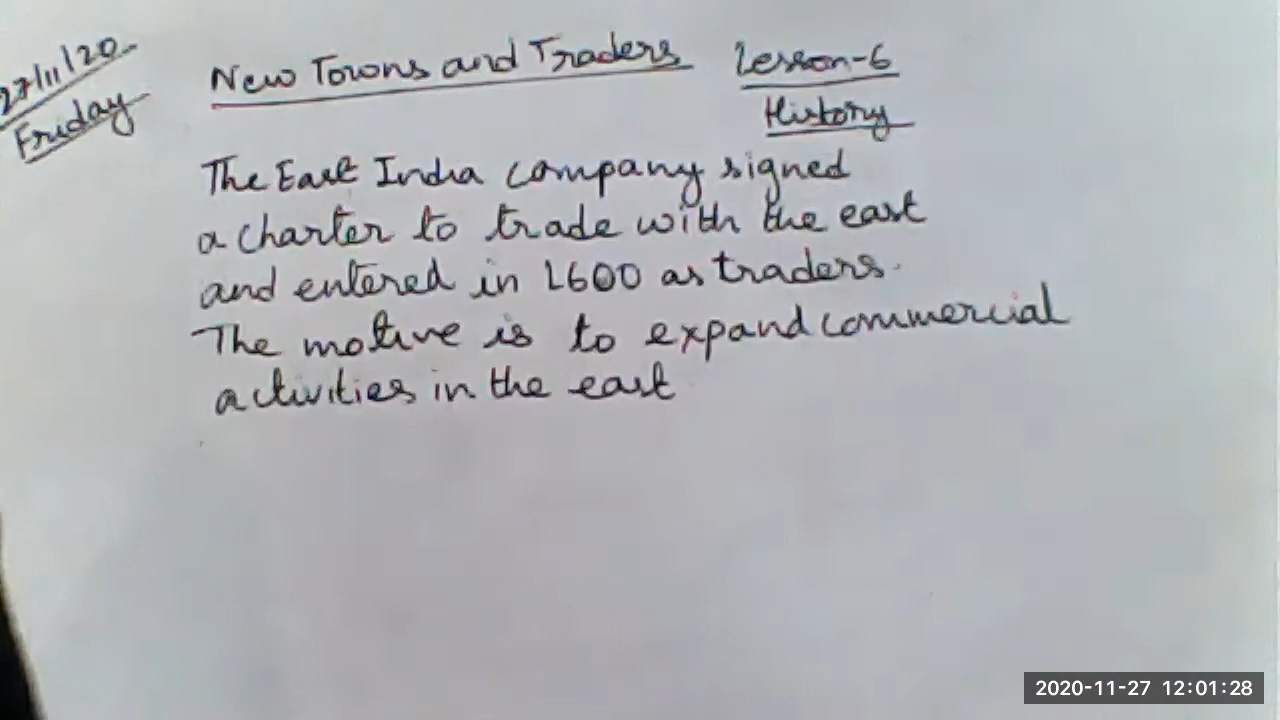 27/11/20
Friday
New Towns and Traders
Lesson-6
History
The East India company signed
a charter to trade with the east
and entered in 1600 as traders.
The motive is to expand commercial
activities in the east
2020-11-27 12:01:28